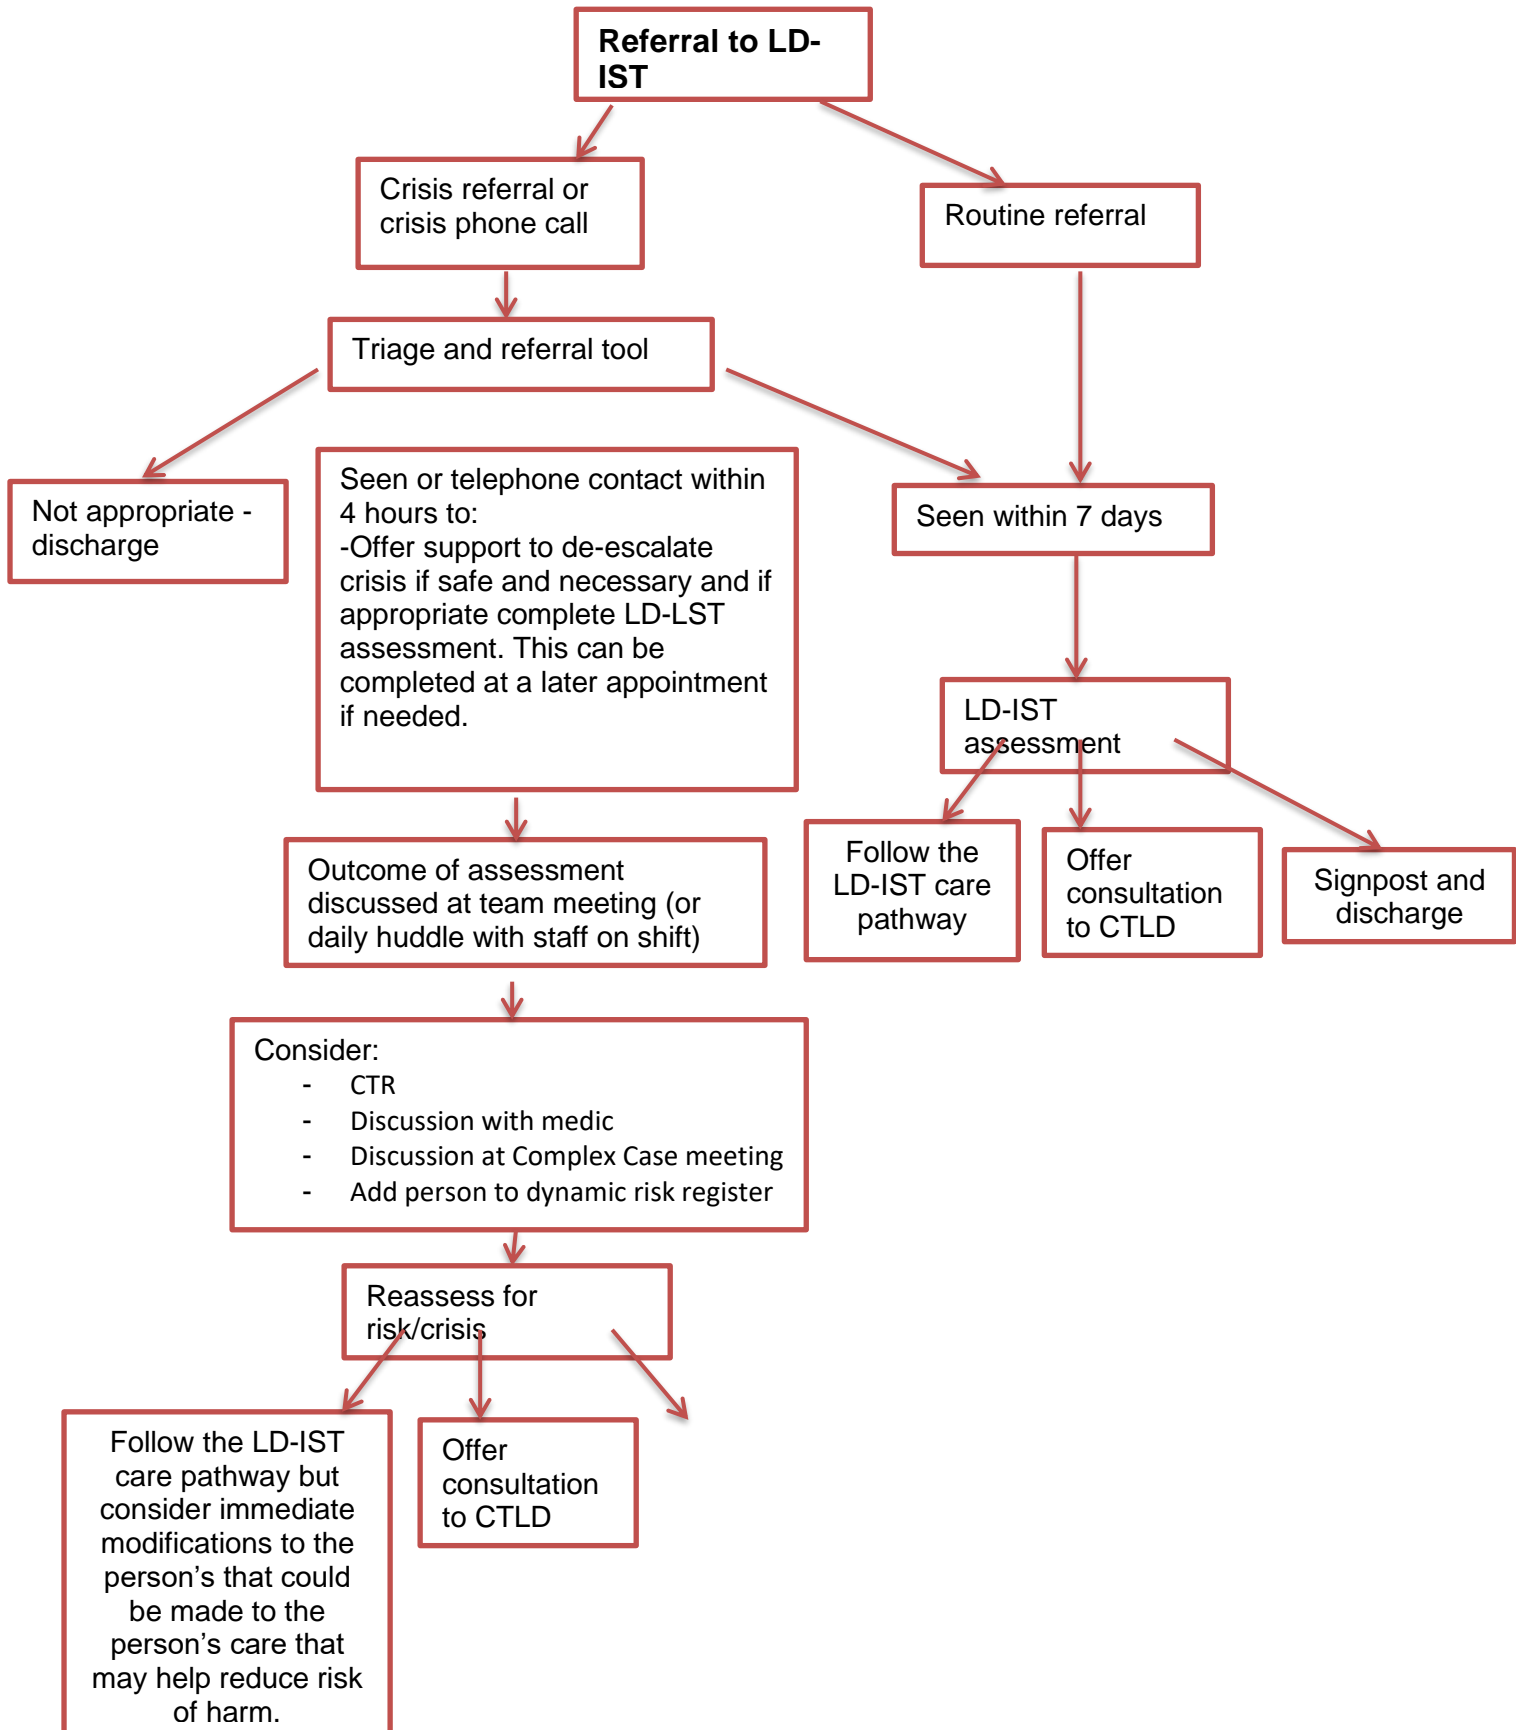 Referral to LD-
IST
Crisis referral or
crisis phone call
Routine referral
Triage and referral tool
Not appropriate -
discharge
Seen or telephone contact within
4 hours to:
-Offer support to de-escalate
crisis if safe and necessary and if
appropriate complete LD-LST
assessment. This can be
completed at a later appointment
if needed.
Seen within 7 days
LD-IST
assessment
Follow the
LD-IST care
pathway
Offer
consultation
to CTLD
Signpost and
discharge
Outcome of assessment
discussed at team meeting (or
daily huddle with staff on shift)
Consider:
- CTR
- Discussion with medic
- Discussion at Complex Case meeting
- Add person to dynamic risk register
Reassess for
risk/crisis
Follow the LD-IST
care pathway but
consider immediate
modifications to the
person’s that could
be made to the
person’s care that
may help reduce risk
of harm.
Offer
consultation
to CTLD